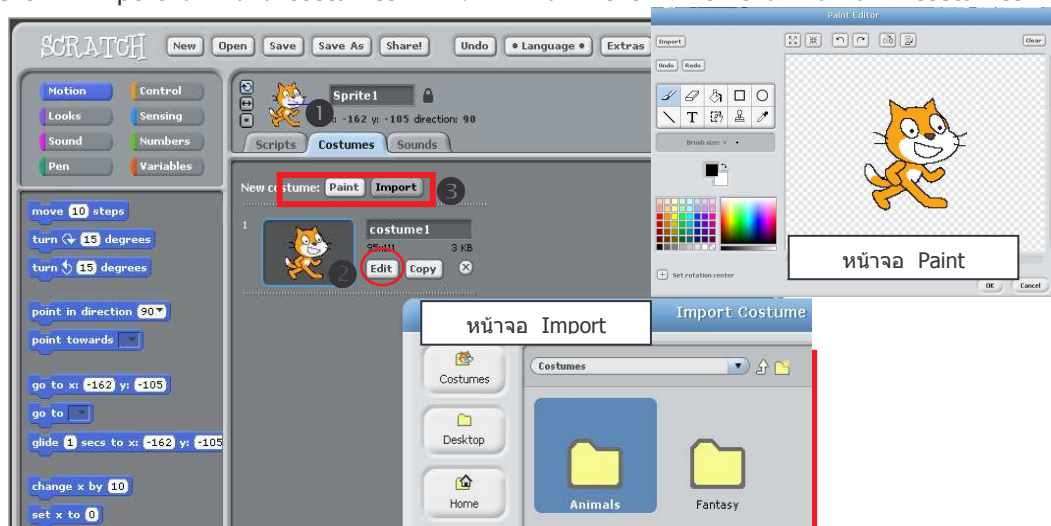 SCRATCH New Open Save Save As Share! Undo • Language • Extras
Motion Control
Looks Sensing
Sound Numbers
Pen Variables
move 10 steps
turn 15 degrees
turn 15 degrees
point in direction 90
point towards
go to x: -162 y: -105
go to
glide 1 secs to x: -162 y: -105
change x by 10
set x to 0
Sprite1
1
: -162 y: -105 direction: 90
Scripts Costumes Sounds
New costume: Paint Import 3
1
costume1
95x111 3 KB
2 Edit Copy
Paint Editor
Import Clear
Undo Redo
T
Brush size:
Set rotation center
หน้าจอ Paint
OK Cancel
หน้าจอ Import
Import Costume
Costumes
Costumes
Desktop
Home
Animals Fantasy